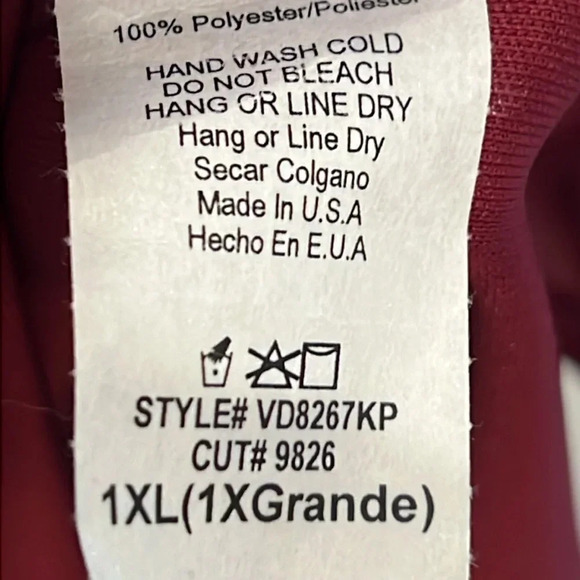 100% Polyester/Poliester
HAND WASH COLD
DO NOT BLEACH
HANG OR LINE DRY
Hang or Line Dry
Secar Colgano
Made In U.S.A
Hecho En E.U.A
STYLE# VD8267KP
CUT# 9826
1XL(1XGrande)